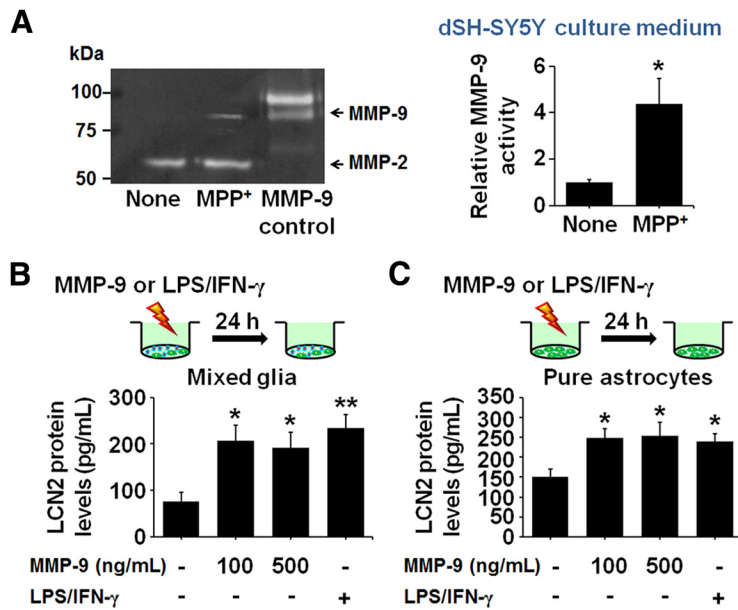 A
dSH-SY5Y culture medium
kDa
100
75
50
MMP-9
MMP-2
None MPP+ MMP-9 control
Relative MMP-9 activity
6
4
2
0
*
None MPP+
B
MMP-9 or LPS/IFN-γ
24 h
Mixed glia
LCN2 protein levels (pg/mL)
300
200
100
0
* * **
MMP-9 (ng/mL) - 100 500 -
LPS/IFN-γ - - - +
C
MMP-9 or LPS/IFN-γ
24 h
Pure astrocytes
LCN2 protein levels (pg/mL)
350
300
250
200
150
100
50
0
* * *
MMP-9 (ng/mL) - 100 500 -
LPS/IFN-γ - - - +